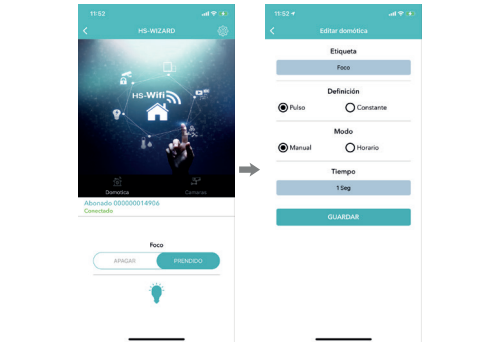 11:52
HS-WIZARD
HS-Wifi
Domotica
Camaras
Abonado 000000014906
Conectado
Foco
APAGAR
PRENDIDO
11:52
Editar domótica
Etiqueta
Foco
Definición
Pulso
Constante
Modo
Manual
Horario
Tiempo
1 Seg
GUARDAR